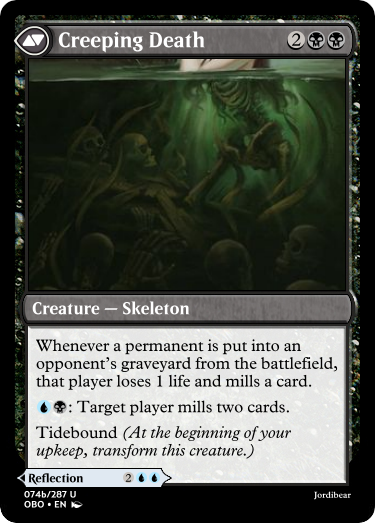 Creeping Death 2
Creature — Skeleton
Whenever a permanent is put into an
opponent's graveyard from the battlefield,
that player loses 1 life and mills a card.
: Target player mills two cards.
Tidebound (At the beginning of your
upkeep, transform this creature.)
Reflection 2
074b/287 U
OBO • EN Jordibear